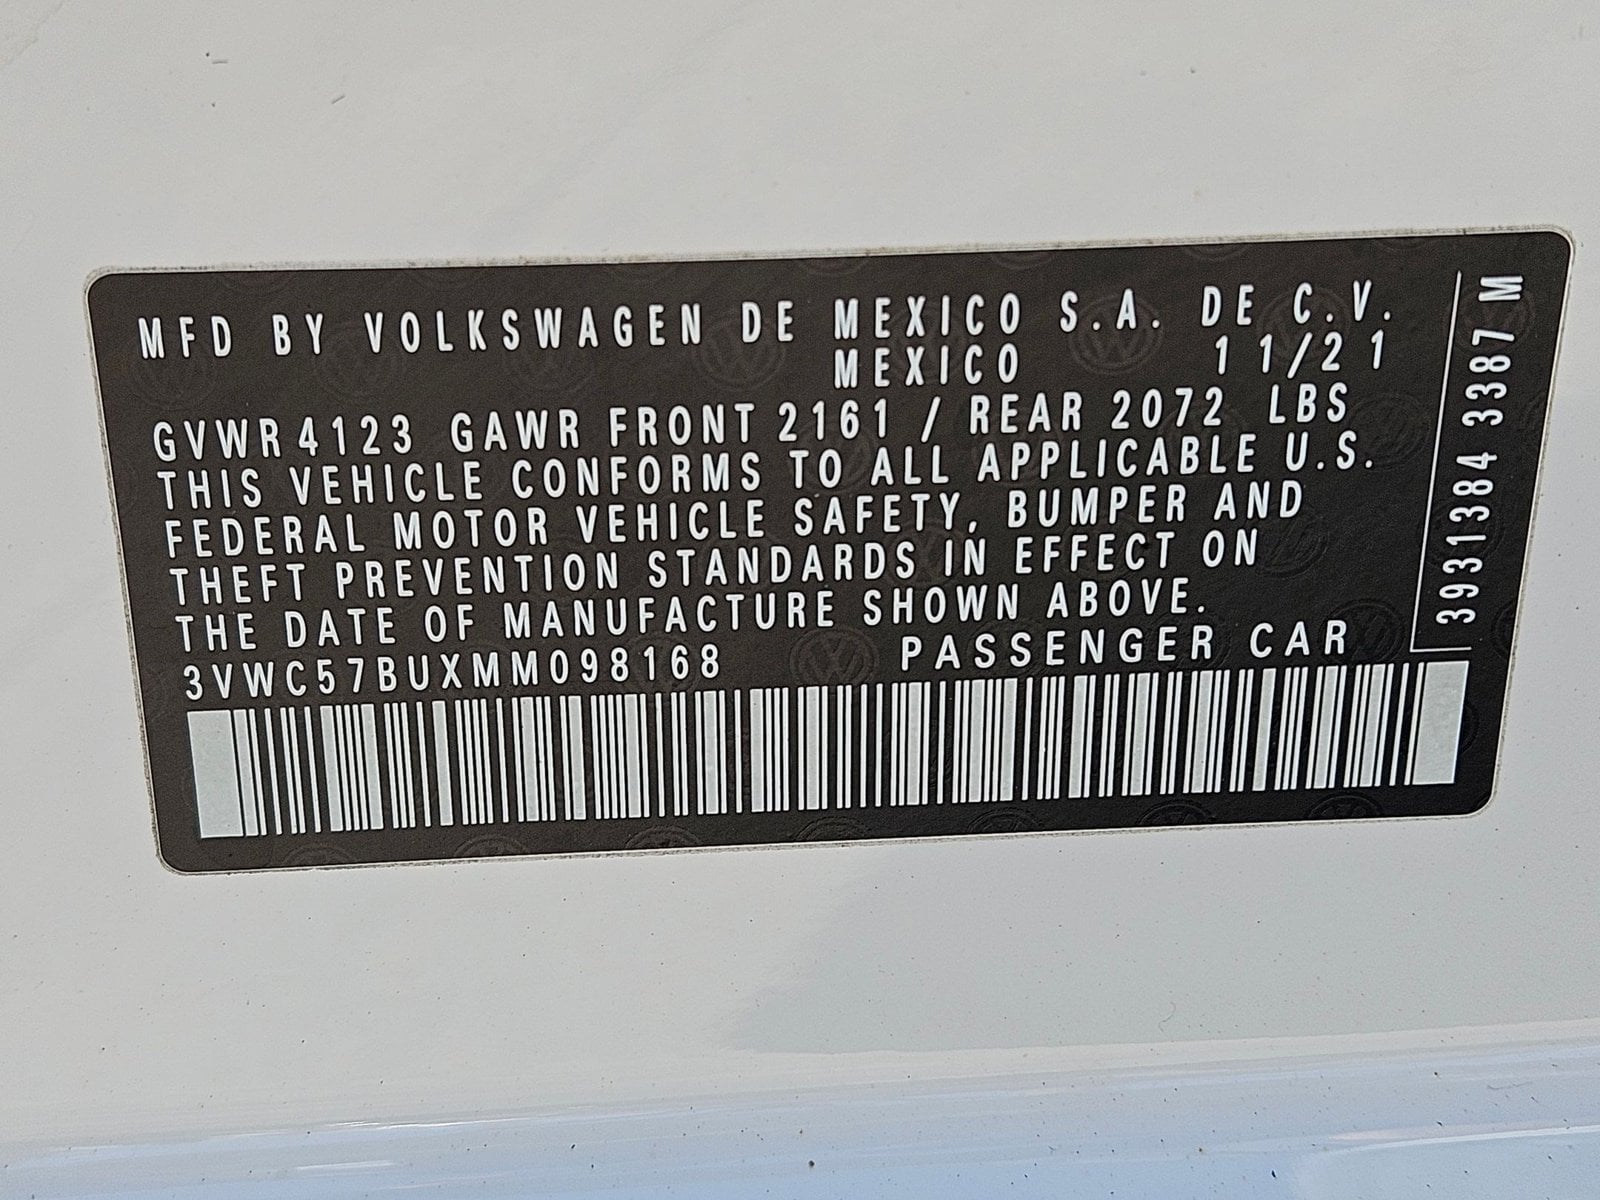 MFD BY VOLKSWAGEN DE MEXICO S.A. DE C.V.
MEXICO 11/21
GVWR 4123 GAWR FRONT 2161 / REAR 2072 LBS
THIS VEHICLE CONFORMS TO ALL APPLICABLE U.S.
FEDERAL MOTOR VEHICLE SAFETY, BUMPER AND
THEFT PREVENTION STANDARDS IN EFFECT ON
THE DATE OF MANUFACTURE SHOWN ABOVE.
3VWC57BUXMM098168 PASSENGER CAR
3931384 3387 M